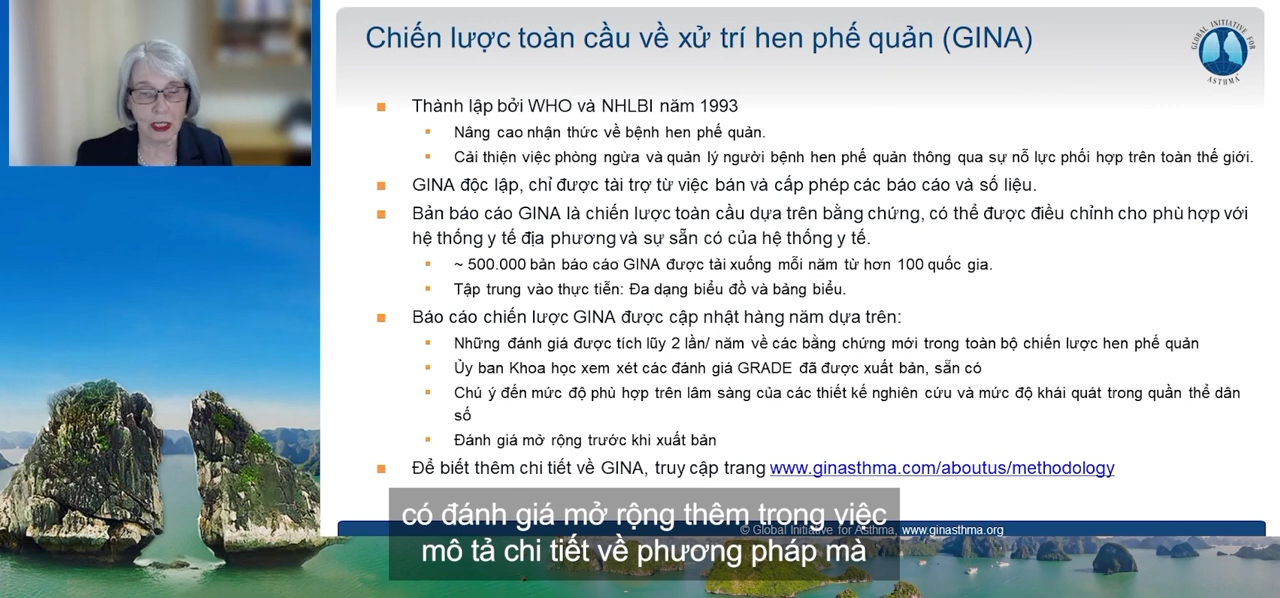 Chiến lược toàn cầu về xử trí hen phế quản (GINA)
GLOBAL INITIATIVE FOR
ASTHMA
Thành lập bởi WHO và NHLBI năm 1993
Nâng cao nhận thức về bệnh hen phế quản.
Cải thiện việc phòng ngừa và quản lý người bệnh hen phế quản thông qua sự nỗ lực phối hợp trên toàn thế giới.
GINA độc lập, chỉ được tài trợ từ việc bán và cấp phép các báo cáo và số liệu.
Bản báo cáo GINA là chiến lược toàn cầu dựa trên bằng chứng, có thể được điều chỉnh cho phù hợp với
hệ thống y tế địa phương và sự sẵn có của hệ thống y tế.
~ 500.000 bản báo cáo GINA được tải xuống mỗi năm từ hơn 100 quốc gia.
Tập trung vào thực tiễn: Đa dạng biểu đồ và bảng biểu.
Báo cáo chiến lược GINA được cập nhật hàng năm dựa trên:
Những đánh giá được tích lũy 2 lần/ năm về các bằng chứng mới trong toàn bộ chiến lược hen phế quản
Ủy ban Khoa học xem xét các đánh giá GRADE đã được xuất bản, sẵn có
Chú ý đến mức độ phù hợp trên lâm sàng của các thiết kế nghiên cứu và mức độ khái quát trong quần thể dân
số
Đánh giá mở rộng trước khi xuất bản
Để biết thêm chi tiết về GINA, truy cập trang www.ginasthma.com/aboutus/methodology
có đánh giá mở rộng thêm trong việc
© Global Initiative for Asthma, www.ginasthma.org
mô tả chi tiết về phương pháp mà